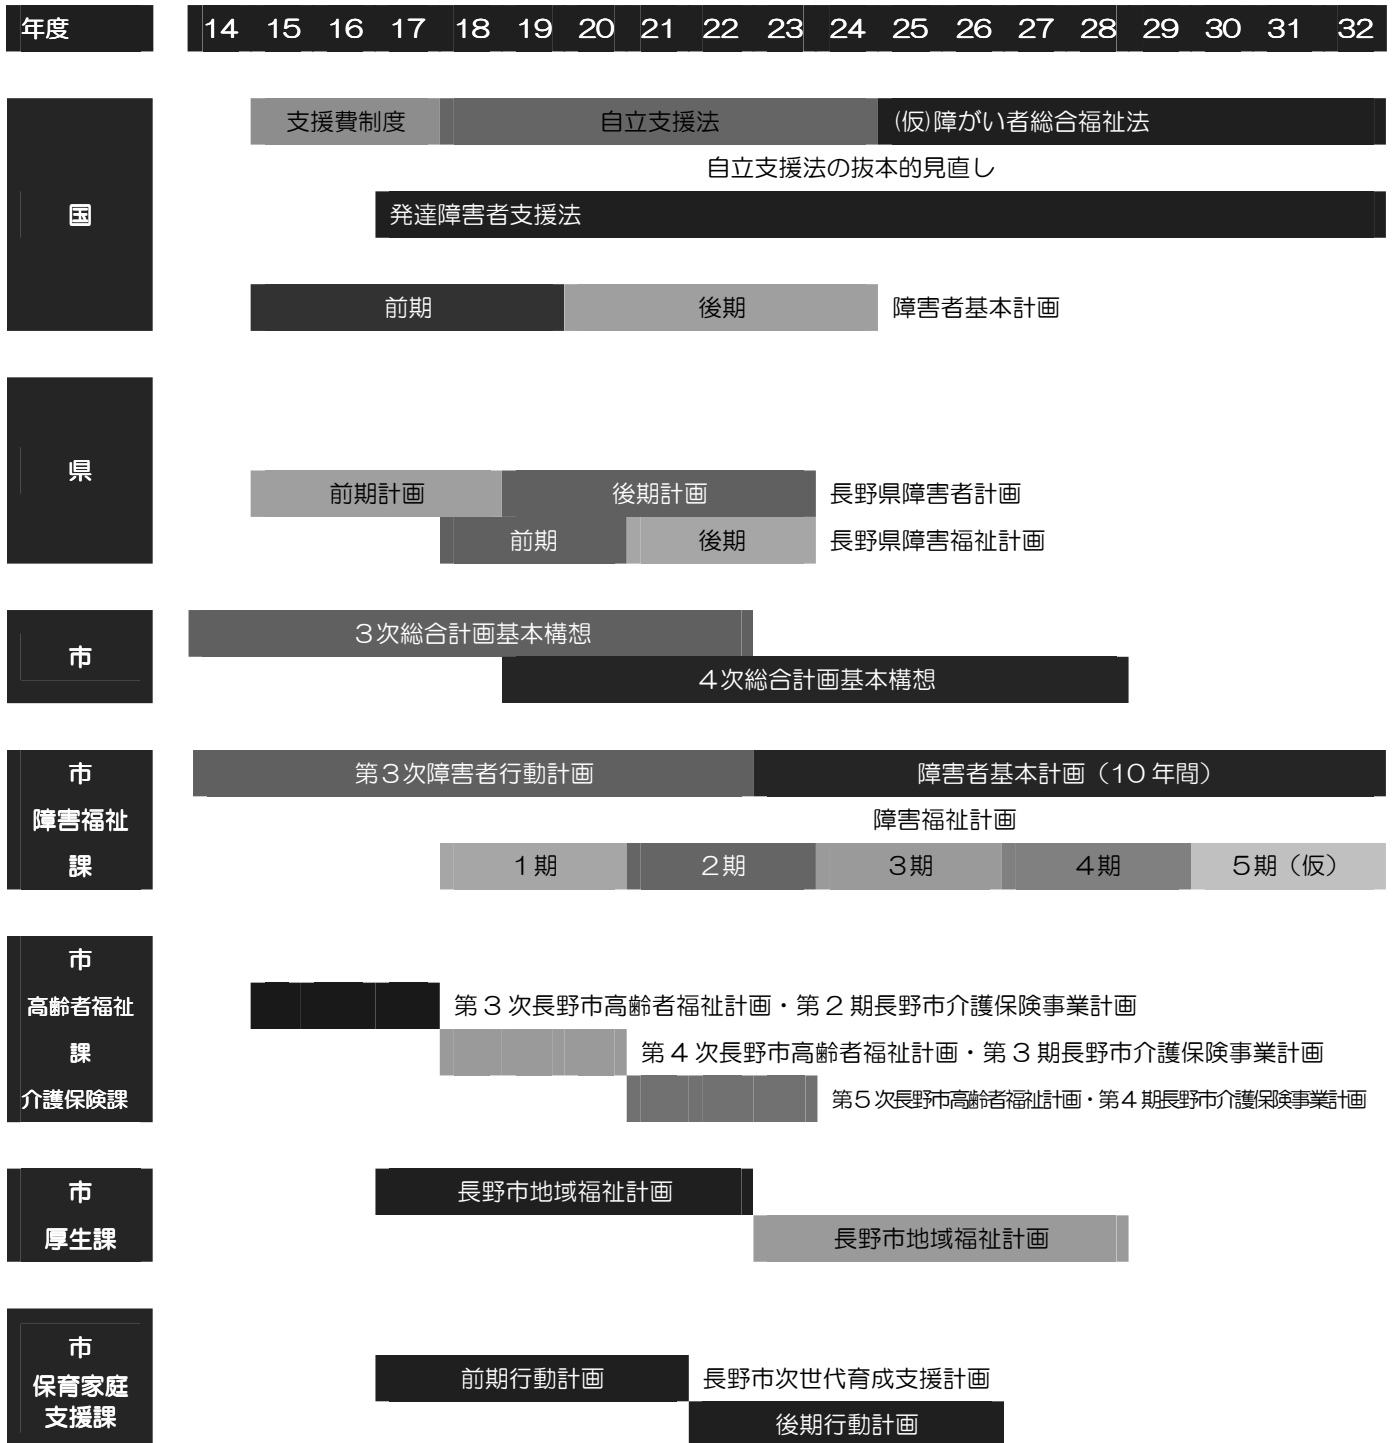 年度 14 15 16 17 18 19 20 21 22 23 24 25 26 27 28 29 30 31 32
支援費制度 自立支援法 (仮)障がい者総合福祉法
自立支援法の抜本的見直し
国 発達障害者支援法
前期 後期 障害者基本計画
県
前期計画 後期計画 長野県障害者計画
前期 後期 長野県障害福祉計画
市
3次総合計画基本構想
4次総合計画基本構想
市 第3次障害者行動計画 障害者基本計画（10年間）
障害福祉 障害福祉計画
課 1期 2期 3期 4期 5期（仮）
市
高齢者福祉 第3次長野市高齢者福祉計画・第2期長野市介護保険事業計画
課 第4次長野市高齢者福祉計画・第3期長野市介護保険事業計画
介護保険課 第5次長野市高齢者福祉計画・第4期長野市介護保険事業計画
市 長野市地域福祉計画
厚生課 長野市地域福祉計画
市
保育家庭 前期行動計画 長野市次世代育成支援計画
支援課 後期行動計画